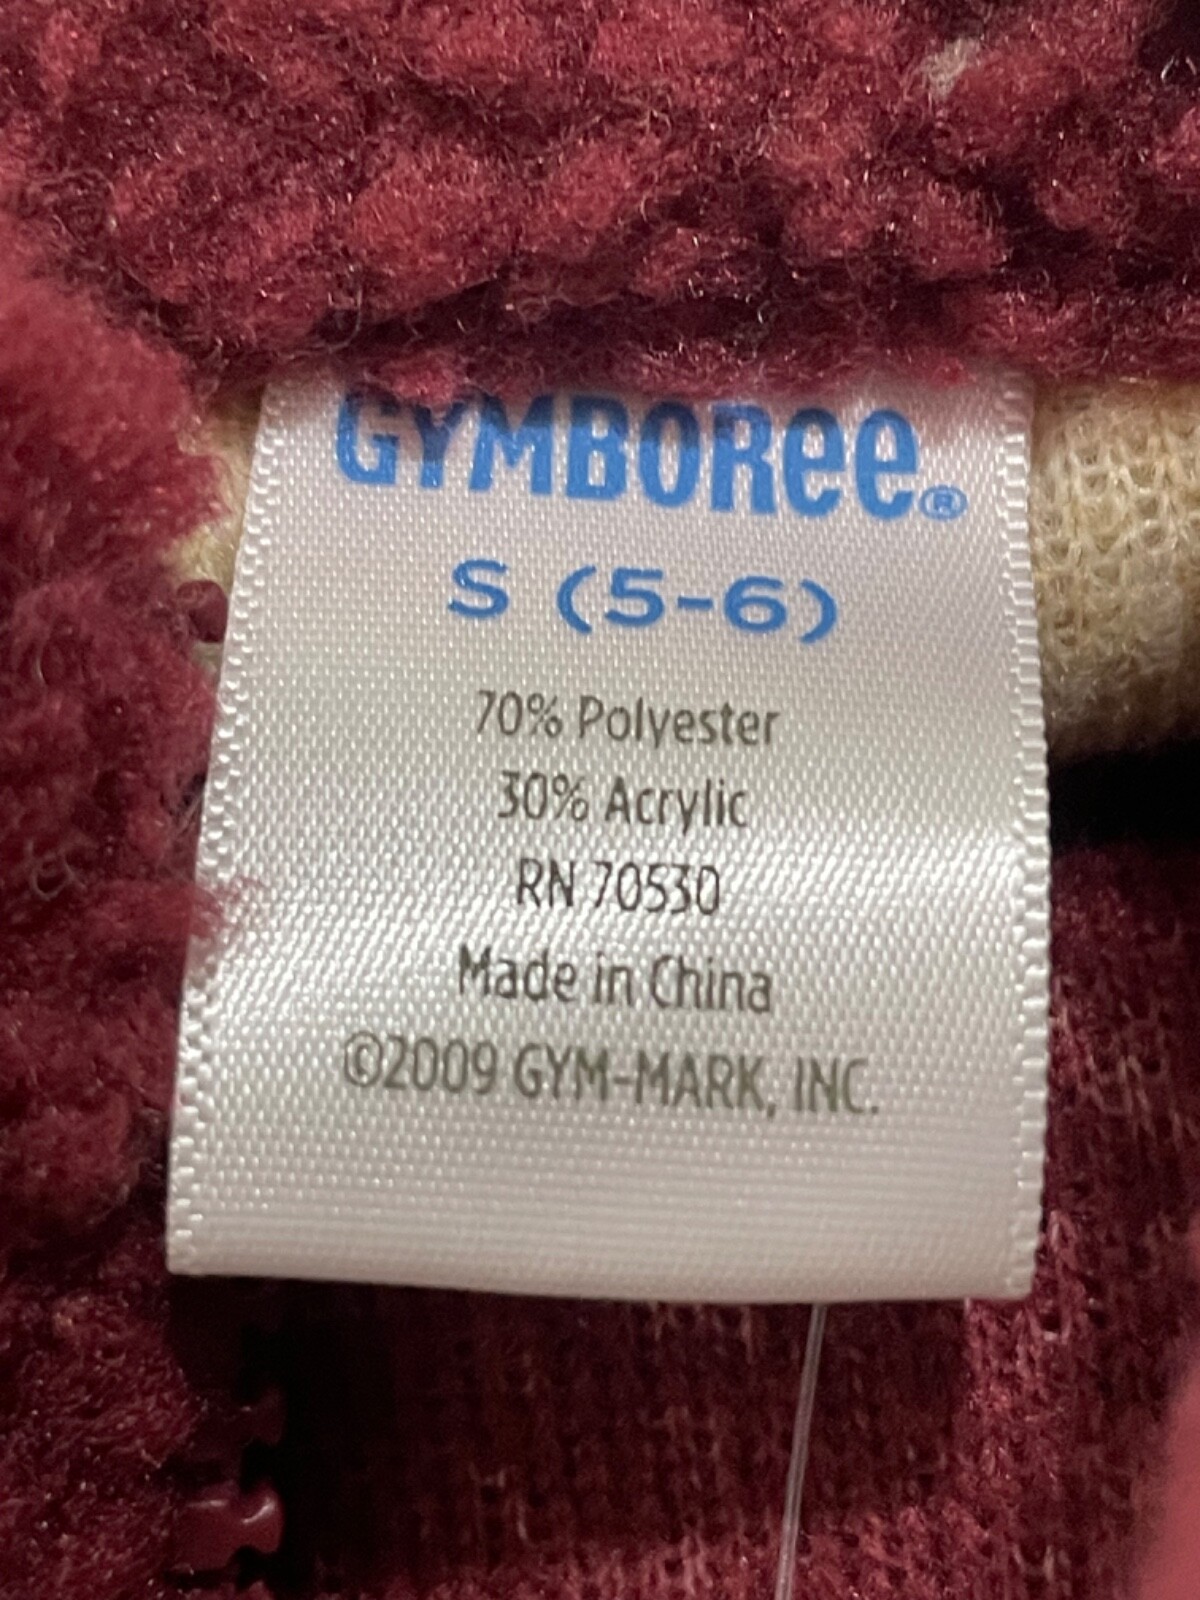 GYMBOREE®
S (5-6)
70% Polyester
30% Acrylic
RN 70530
Made in China
©2009 GYM-MARK, INC.